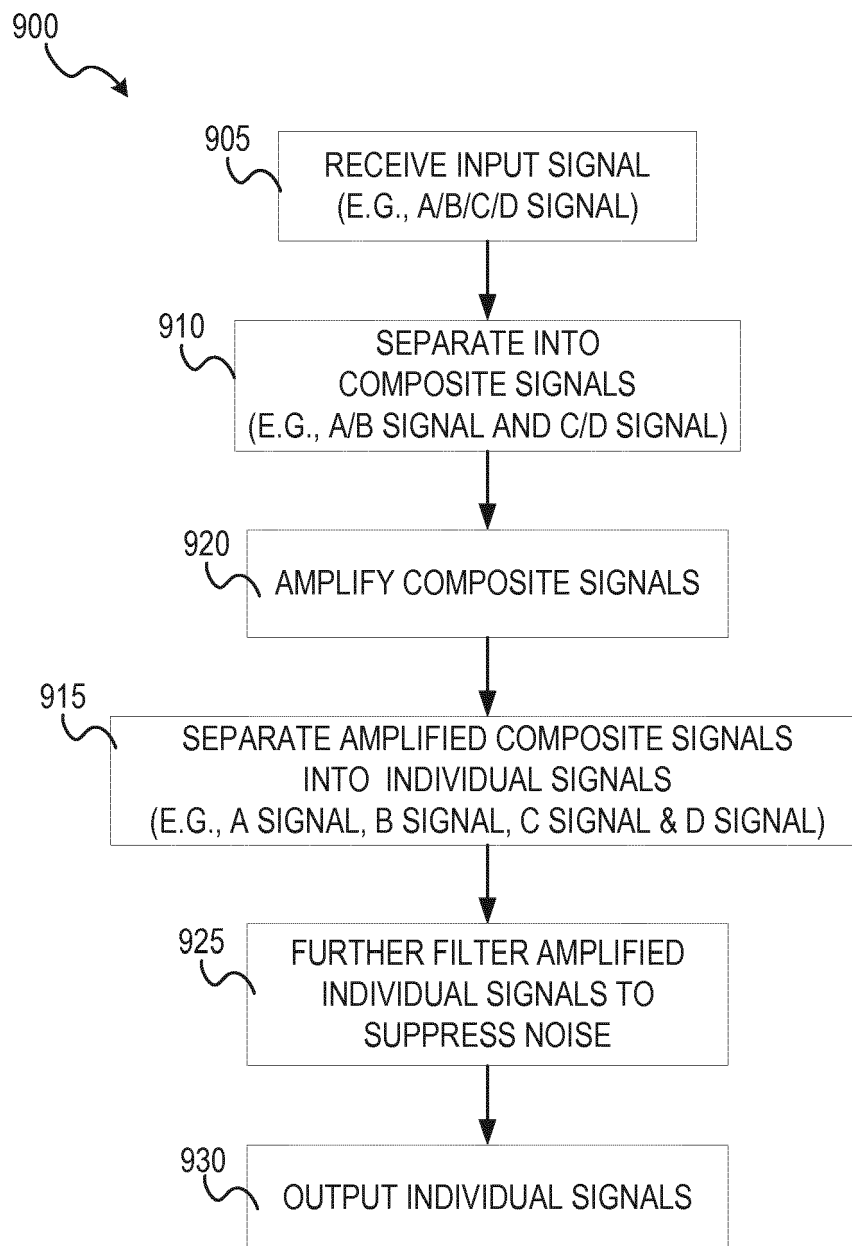 900
905
RECEIVE INPUT SIGNAL
(E.G., A/B/C/D SIGNAL)
910
SEPARATE INTO
COMPOSITE SIGNALS
(E.G., A/B SIGNAL AND C/D SIGNAL)
920
AMPLIFY COMPOSITE SIGNALS
915
SEPARATE AMPLIFIED COMPOSITE SIGNALS
INTO INDIVIDUAL SIGNALS
(E.G., A SIGNAL, B SIGNAL, C SIGNAL & D SIGNAL)
925
FURTHER FILTER AMPLIFIED
INDIVIDUAL SIGNALS TO
SUPPRESS NOISE
930
OUTPUT INDIVIDUAL SIGNALS